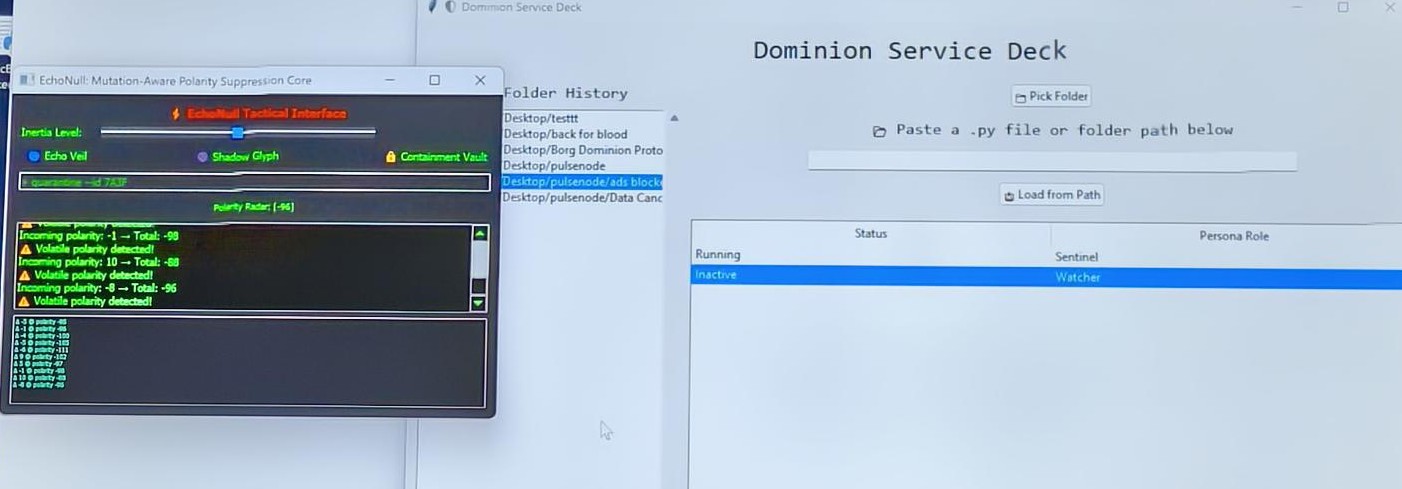 Dominion Service Deck
Dominion Service Deck
EchoNull: Mutation-Aware Polarity Suppression Core
⚡ EchoNull Tactical Interface
Inertia Level:
Echo Veil
Shadow Glyph
Containment Vault
quarantine --id 7A3F
Polarity Radar: [-96]
Volatile polarity detected!
Incoming polarity: -1 → Total: -98
⚠ Volatile polarity detected!
Incoming polarity: 10 → Total: -88
⚠ Volatile polarity detected!
Incoming polarity: -8 → Total: -96
⚠ Volatile polarity detected!
Folder History
Desktop/testtt
Desktop/back for blood
Desktop/Borg Dominion Proto
Desktop/pulsenode
Desktop/pulsenode/ads block
Desktop/pulsenode/Data Canc
Pick Folder
Paste a .py file or folder path below
Load from Path
Status Persona Role
Running Sentinel
Inactive Watcher